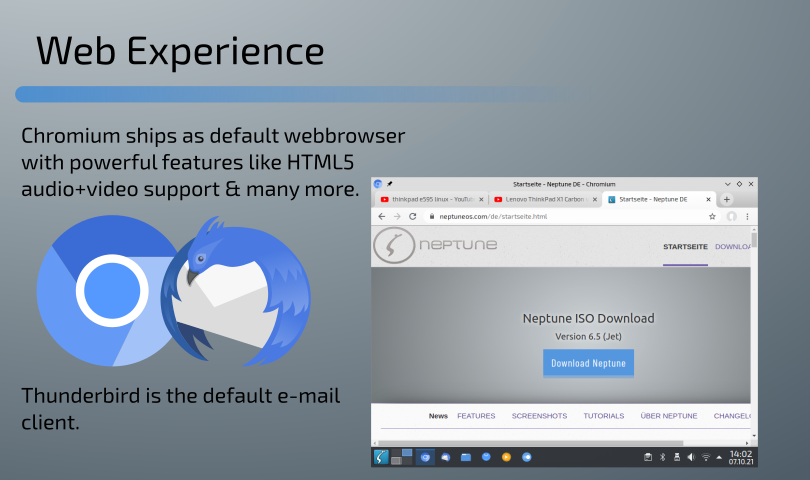 Web Experience
Chromium ships as default webbrowser
with powerful features like HTML5
audio+video support & many more.
Startseite - Neptune DE - Chromium
thinkpad e595 linux - YouTub
Lenovo ThinkPad X1 Carbon
Startseite - Neptune DE
neptuneos.com/de/startseite.html
NEPTUNE
STARTSEITE DOWNLOA
Neptune ISO Download
Version 6.5 (Jet)
Download Neptune
News FEATURES SCREENSHOTS TUTORIALS ÜBER NEPTUNE CHANGEL
14:02
07.10.21
Thunderbird is the default e-mail
client.